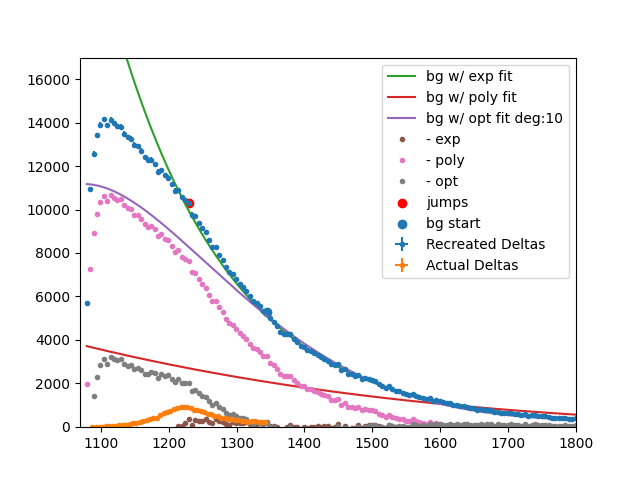 16000
14000
12000
10000
8000
6000
4000
2000
0
1100 1200 1300 1400 1500 1600 1700 1800
bg w/ exp fit
bg w/ poly fit
bg w/ opt fit deg:10
- exp
- poly
- opt
jumps
bg start
Recreated Deltas
Actual Deltas